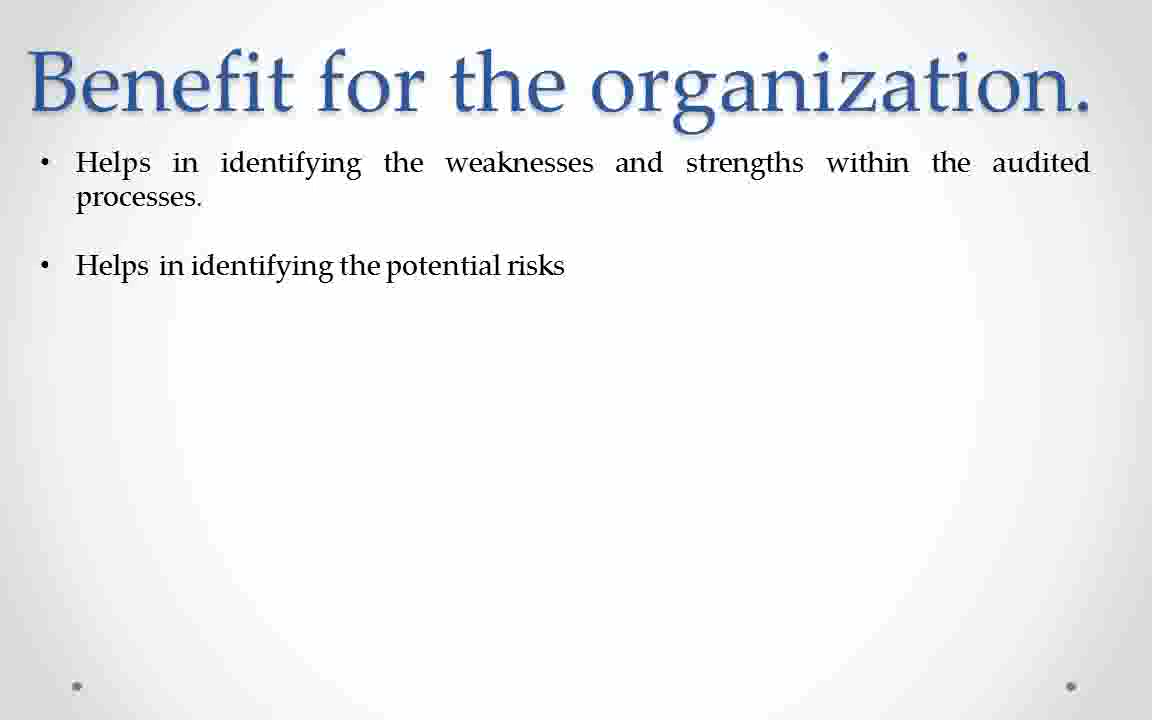 Benefit for the organization.
• Helps in identifying the weaknesses and strengths within the audited
processes.
• Helps in identifying the potential risks